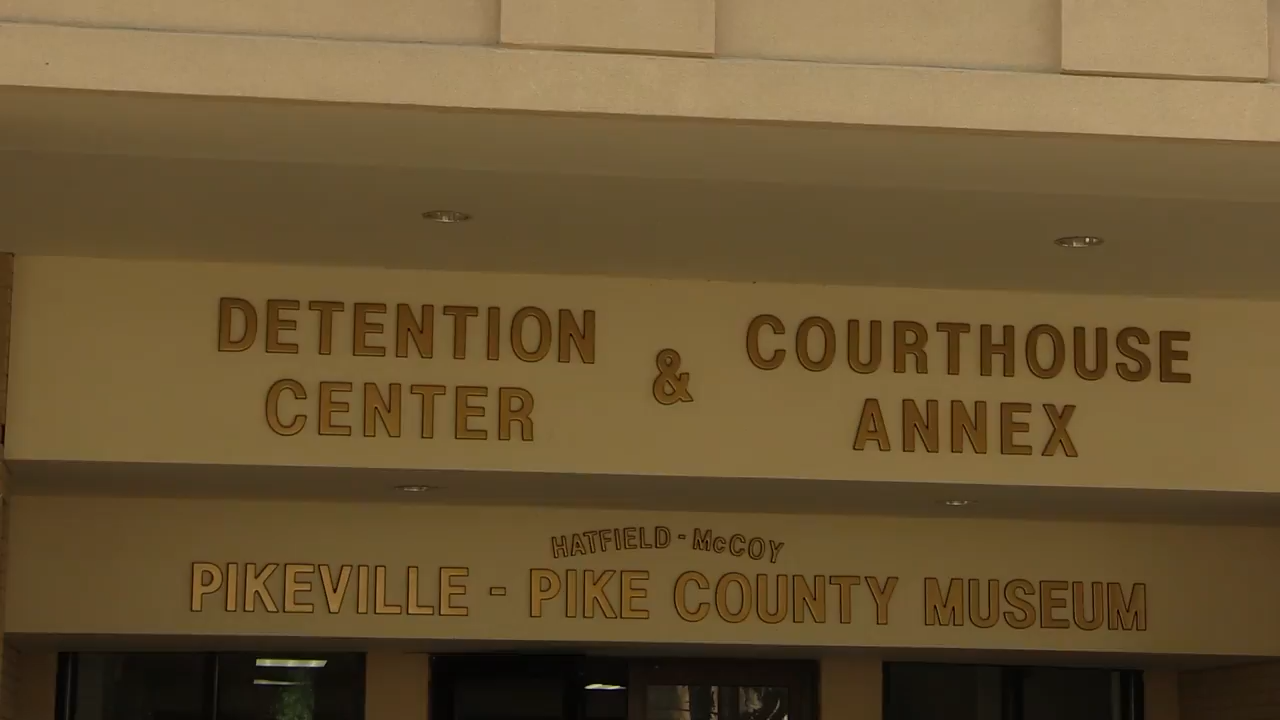 DETENTION
CENTER
&
COURTHOUSE
ANNEX
HATFIELD - McCOY
PIKEVILLE - PIKE COUNTY MUSEUM